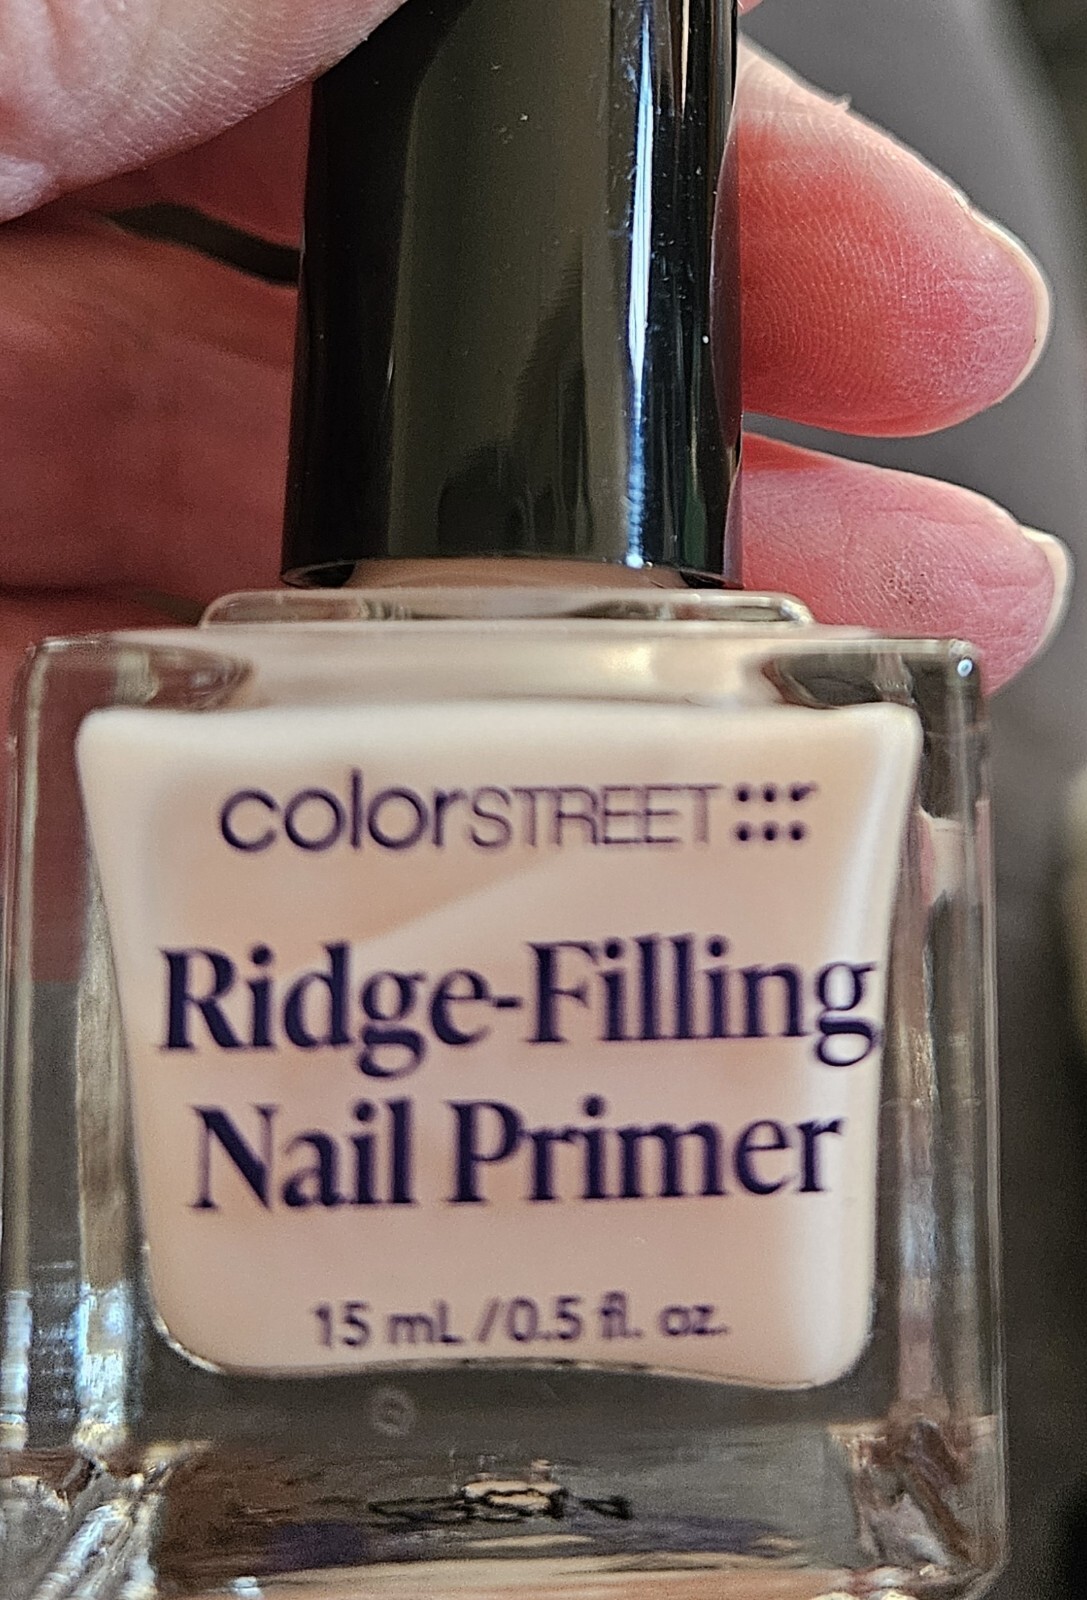 colorSTREET
Ridge-Filling
Nail Primer
15 mL / 0.5 fl. oz.